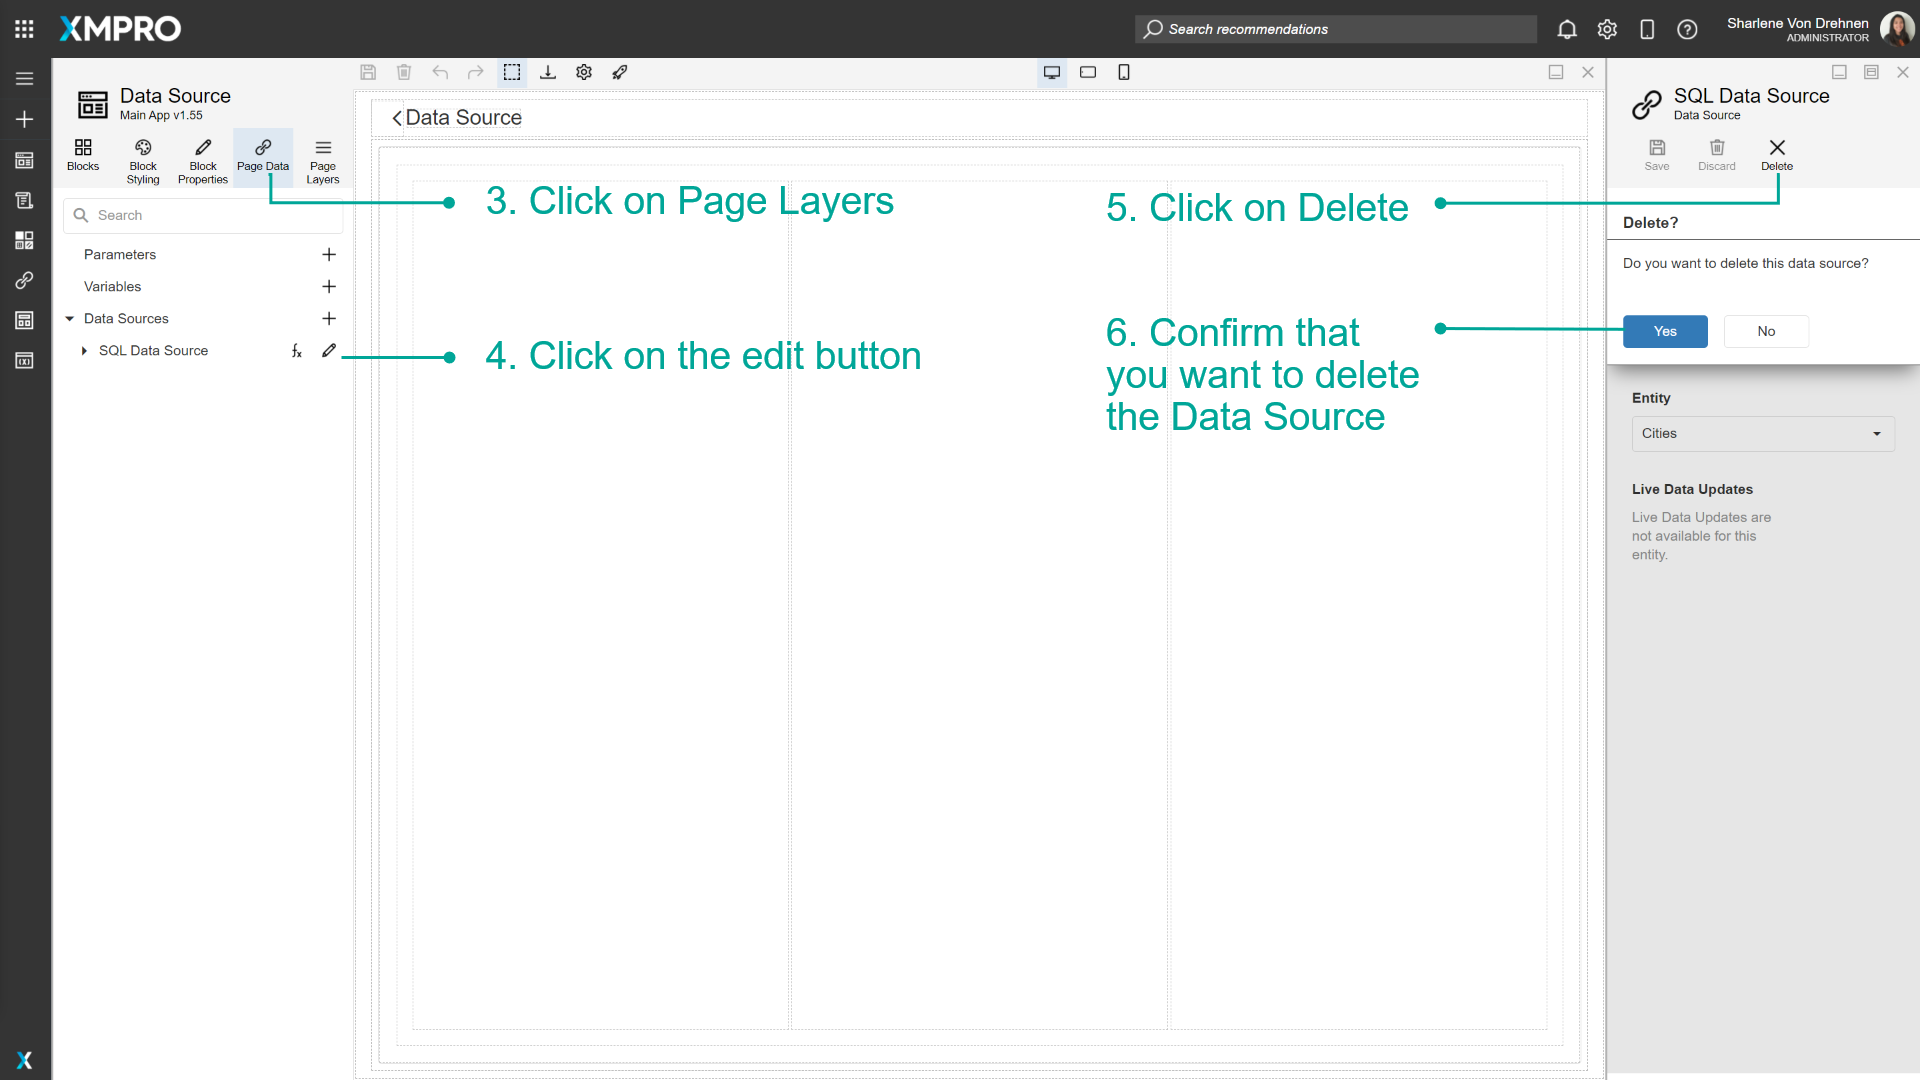 XMPRO
Search recommendations
Sharlene Von Drehnen
ADMINISTRATOR
Data Source
Main App v1.55
Blocks
Block
Styling
Block
Properties
Page Data
Page
Layers
Search
Parameters
Variables
Data Sources
SQL Data Source
fx
Data Source
3. Click on Page Layers
4. Click on the edit button
5. Click on Delete
6. Confirm that
you want to delete
the Data Source
SQL Data Source
Data Source
Save
Discard
Delete
Delete?
Do you want to delete this data source?
Yes
No
Entity
Cities
Live Data Updates
Live Data Updates are
not available for this
entity.